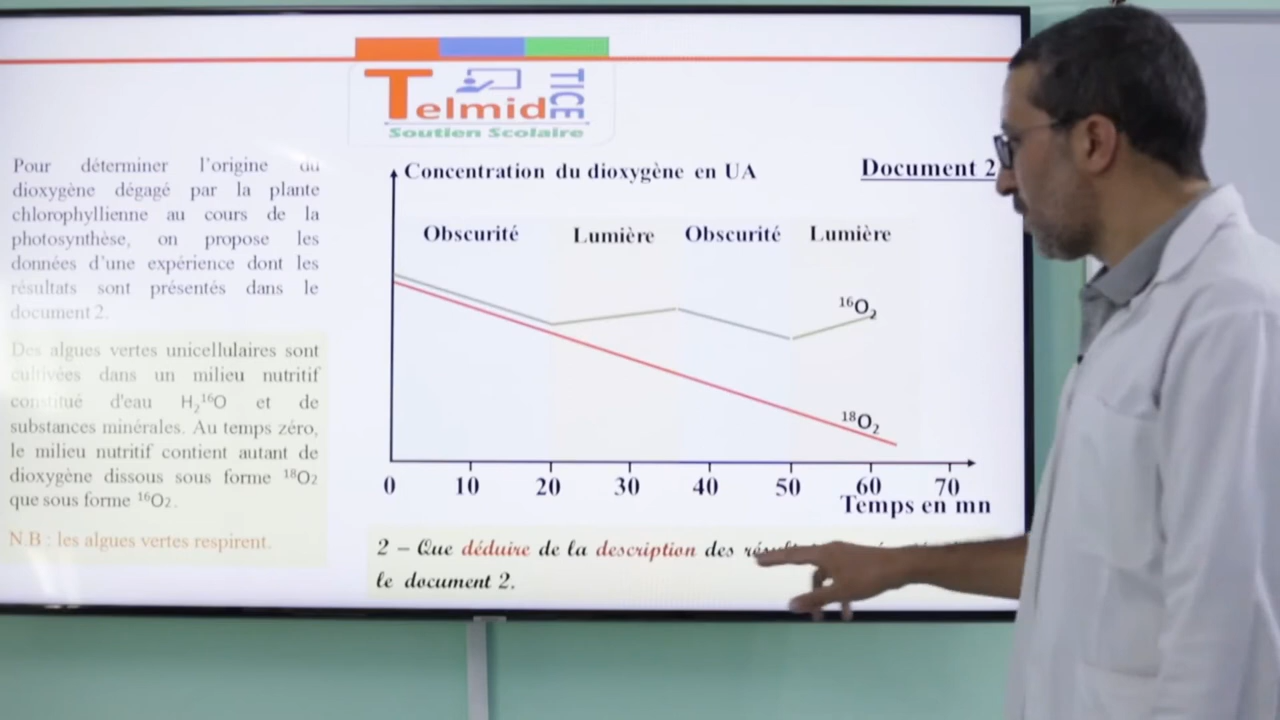 Telmid TICE
Soutien Scolaire
Pour déterminer l'origine du
dioxygène dégagé par la plante
chlorophyllienne au cours de la
photosynthèse, on propose les
données d'une expérience dont les
résultats sont présentés dans le
document 2.
Des algues vertes unicellulaires sont
cultivées dans un milieu nutritif
constitué d'eau H₂¹⁶O et de
substances minérales. Au temps zéro,
le milieu nutritif contient autant de
dioxygène dissous sous forme ¹⁸O₂
que sous forme ¹⁶O₂.
N.B : les algues vertes respirent.
Concentration du dioxygène en UA
Document 2
Obscurité Lumière Obscurité Lumière
¹⁶O₂
¹⁸O₂
0 10 20 30 40 50 60 70
Temps en mn
2 – Que déduire de la description des
le document 2.